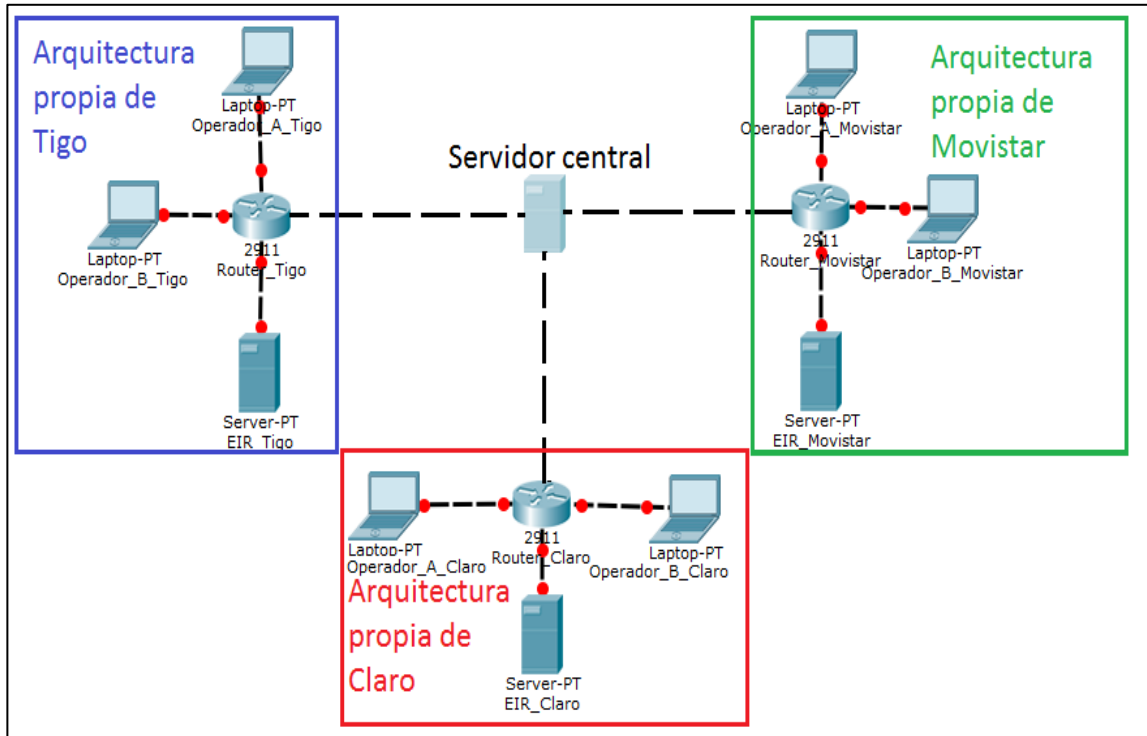 Arquitectura
propia de
Tigo
Laptop-PT
Operador_A_Tigo
Laptop-PT
Operador_B_Tigo
2911
Router_Tigo
Server-PT
EIR_Tigo
Servidor central
Arquitectura
propia de
Movistar
Laptop-PT
Operador_A_Movistar
2911
Router_Movistar
Laptop-PT
Operador_B_Movistar
Server-PT
EIR_Movistar
Laptop-PT
Operador_A_Claro
2911
Router_Claro
Laptop-PT
Operador_B_Claro
Arquitectura
propia de
Claro
Server-PT
EIR_Claro